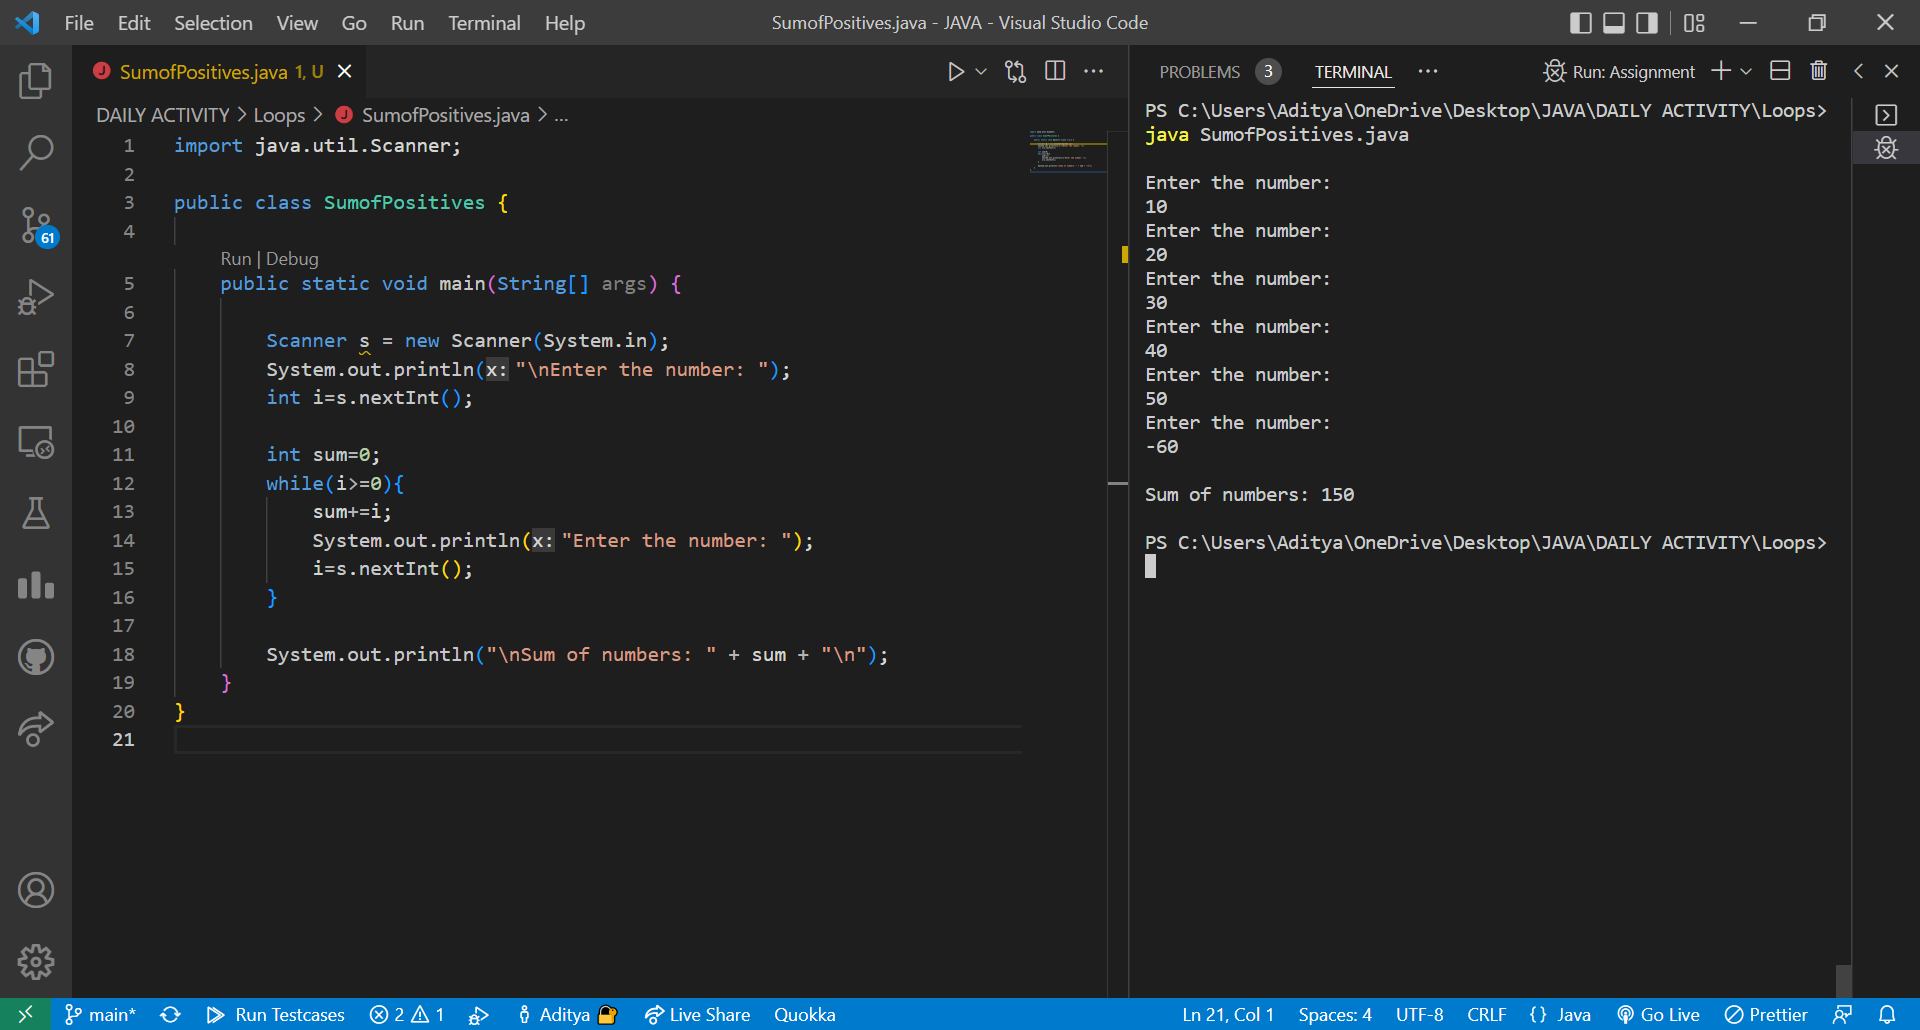 File Edit Selection View Go Run Terminal Help
SumofPositives.java - JAVA - Visual Studio Code
SumofPositives.java 1, U
DAILY ACTIVITY > Loops > SumofPositives.java > ...
1 import java.util.Scanner;
2
3 public class SumofPositives {
4
Run | Debug
5 public static void main(String[] args) {
6
7 Scanner s = new Scanner(System.in);
8 System.out.println(x: "\nEnter the number: ");
9 int i=s.nextInt();
10
11 int sum=0;
12 while(i>=0){
13 sum+=i;
14 System.out.println(x: "Enter the number: ");
15 i=s.nextInt();
16 }
17
18 System.out.println("\nSum of numbers: " + sum + "\n");
19 }
20 }
21
61
PROBLEMS 3 TERMINAL ... Run: Assignment
PS C:\Users\Aditya\OneDrive\Desktop\JAVA\DAILY ACTIVITY\Loops>
java SumofPositives.java
Enter the number:
10
Enter the number:
20
Enter the number:
30
Enter the number:
40
Enter the number:
50
Enter the number:
-60
Sum of numbers: 150
PS C:\Users\Aditya\OneDrive\Desktop\JAVA\DAILY ACTIVITY\Loops>
main* Run Testcases 2 1 Aditya Live Share Quokka Ln 21, Col 1 Spaces: 4 UTF-8 CRLF {} Java Go Live Prettier